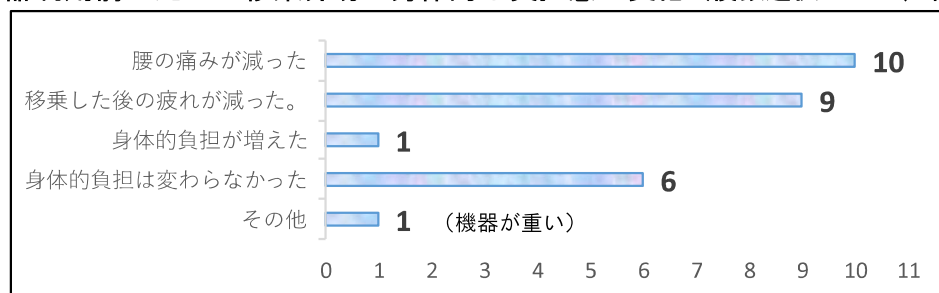 腰の痛みが減った 10
移乗した後の疲れが減った。 9
身体的負担が増えた 1
身体的負担は変わらなかった 6
その他 1 （機器が重い）
0 1 2 3 4 5 6 7 8 9 10 11